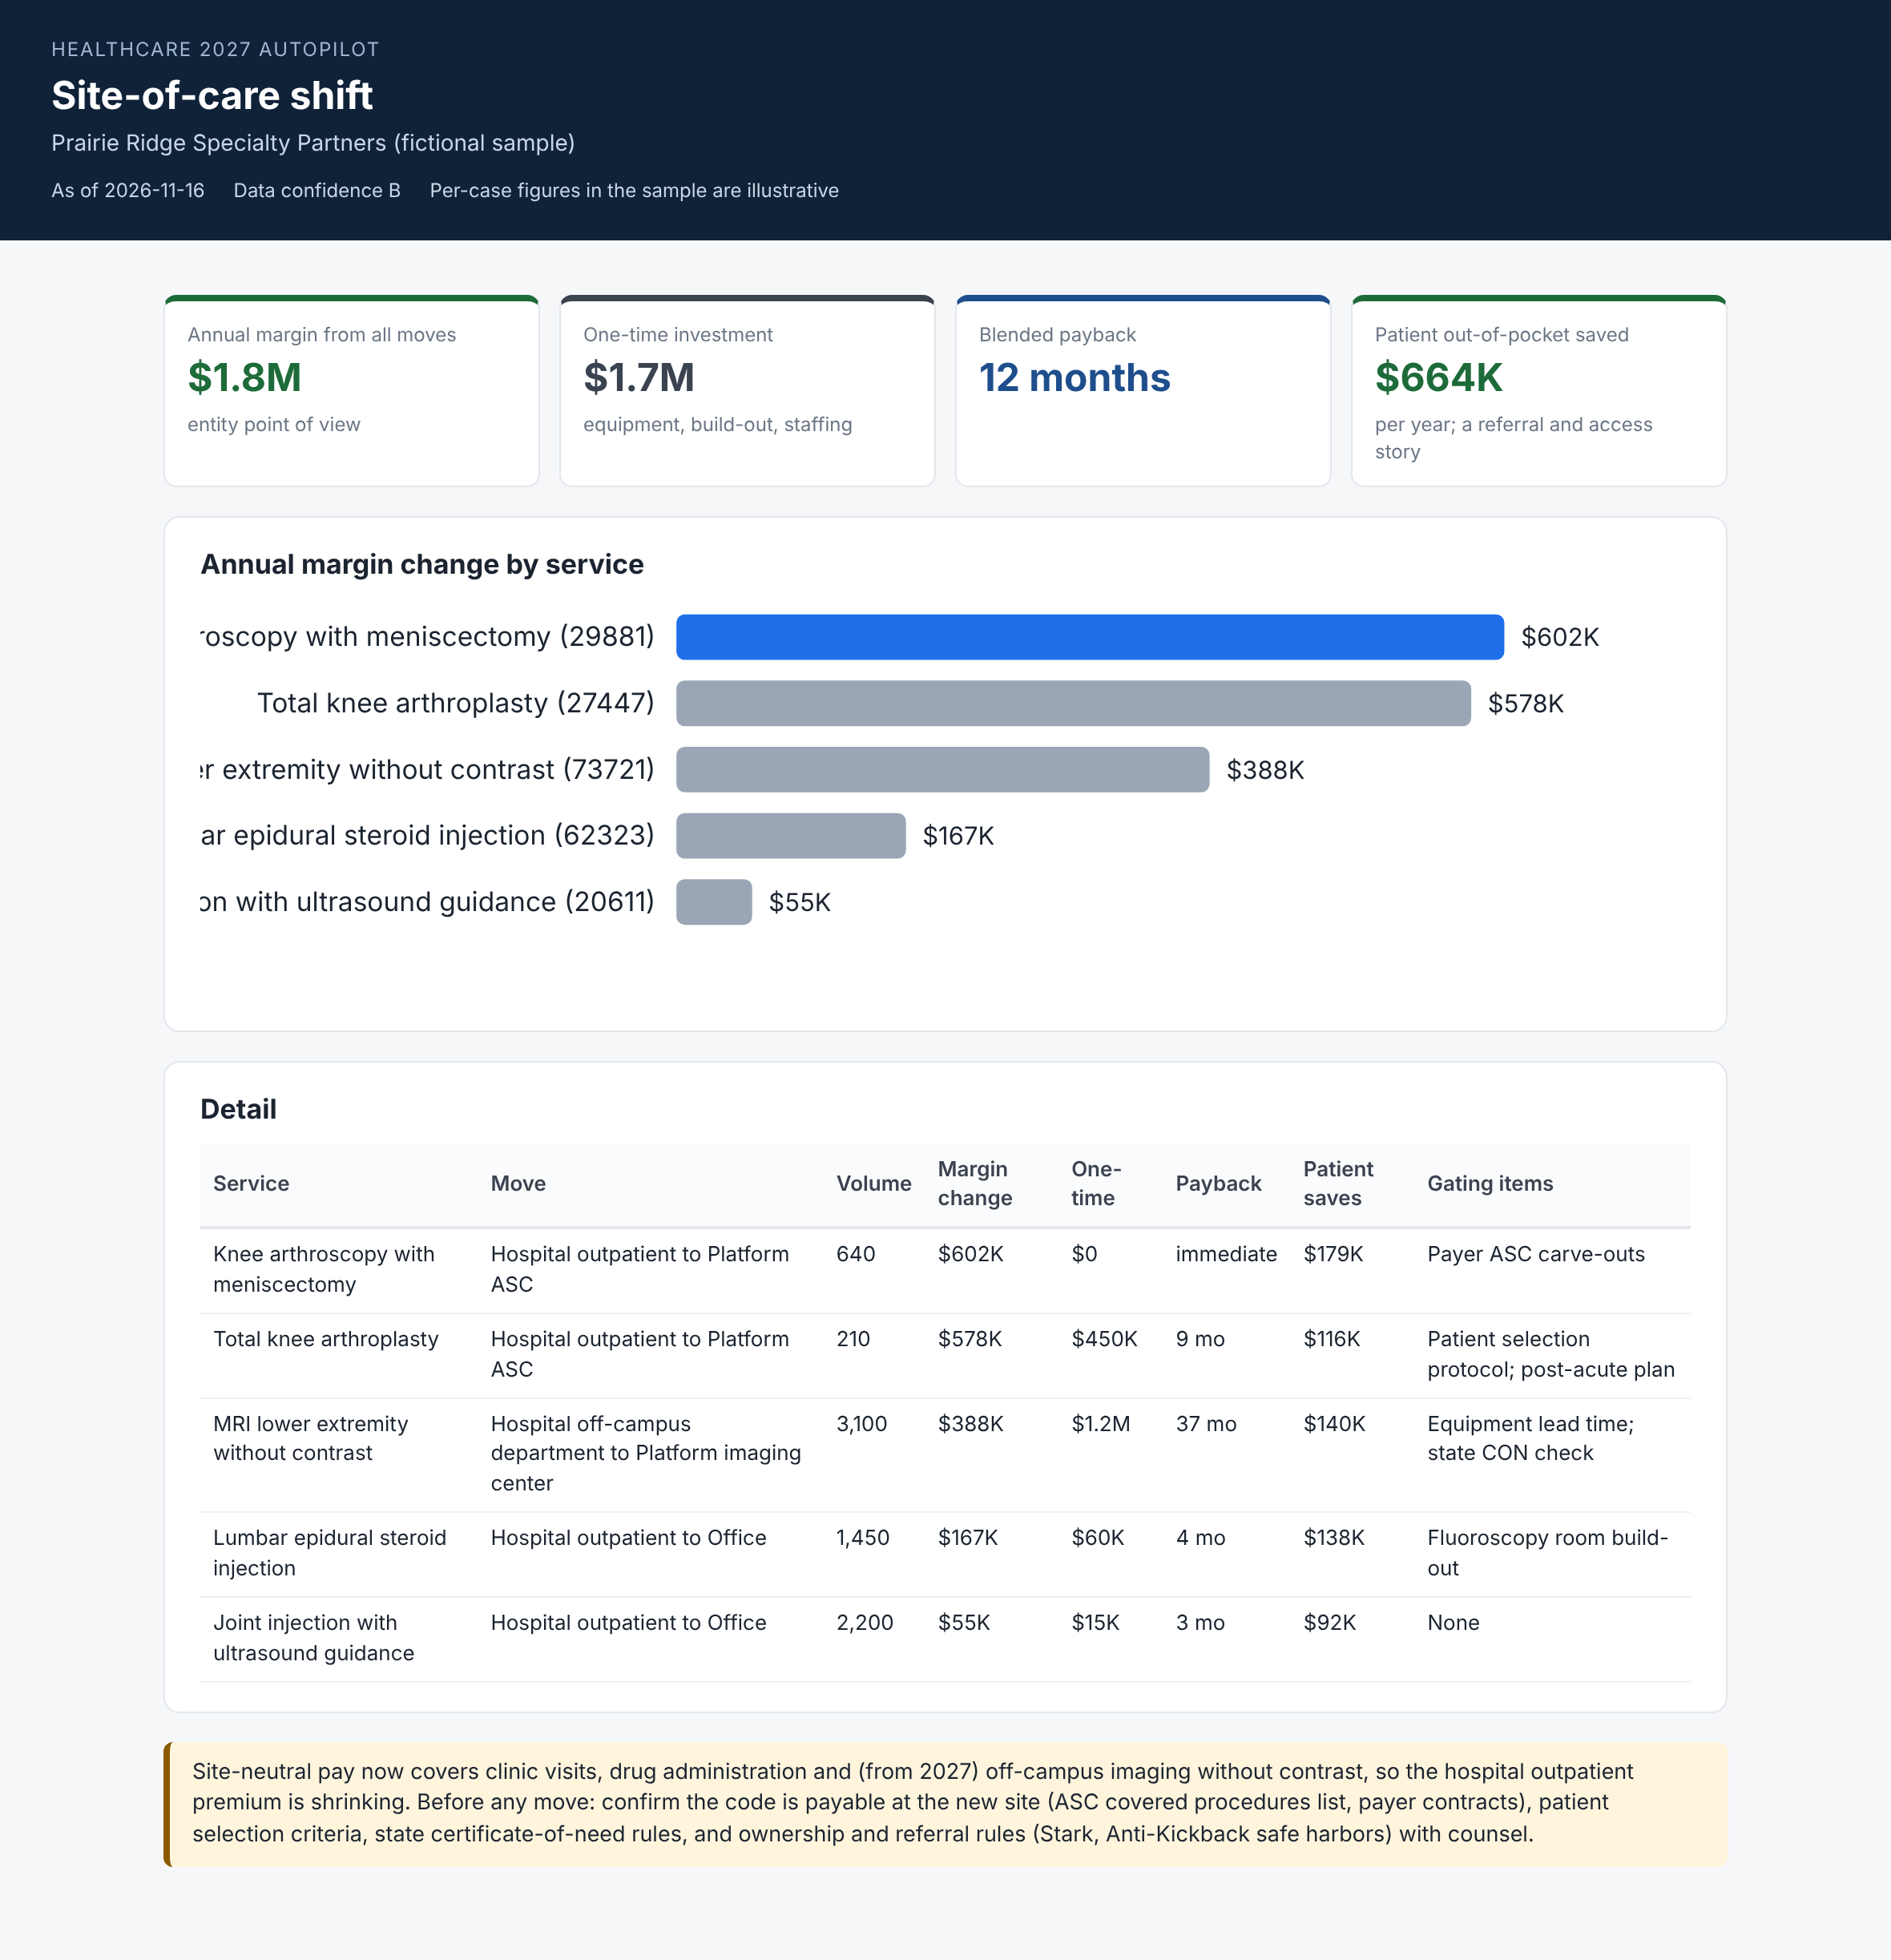 HEALTHCARE 2027 AUTOPILOT
Site-of-care shift
Prairie Ridge Specialty Partners (fictional sample)
As of 2026-11-16 Data confidence B Per-case figures in the sample are illustrative
Annual margin from all moves
$1.8M
entity point of view
One-time investment
$1.7M
equipment, build-out, staffing
Blended payback
12 months
Patient out-of-pocket saved
$664K
per year; a referral and access
story
Annual margin change by service
roscopy with meniscectomy (29881) $602K
Total knee arthroplasty (27447) $578K
er extremity without contrast (73721) $388K
ar epidural steroid injection (62323) $167K
on with ultrasound guidance (20611) $55K
Detail
Service Move Volume Margin change One-time Payback Patient saves Gating items
Knee arthroscopy with Hospital outpatient to Platform 640 $602K $0 immediate $179K Payer ASC carve-outs
meniscectomy ASC
Total knee arthroplasty Hospital outpatient to Platform 210 $578K $450K 9 mo $116K Patient selection
ASC protocol; post-acute plan
MRI lower extremity Hospital off-campus 3,100 $388K $1.2M 37 mo $140K Equipment lead time;
without contrast department to Platform imaging state CON check
center
Lumbar epidural steroid Hospital outpatient to Office 1,450 $167K $60K 4 mo $138K Fluoroscopy room build-
injection out
Joint injection with Hospital outpatient to Office 2,200 $55K $15K 3 mo $92K None
ultrasound guidance
Site-neutral pay now covers clinic visits, drug administration and (from 2027) off-campus imaging without contrast, so the hospital outpatient
premium is shrinking. Before any move: confirm the code is payable at the new site (ASC covered procedures list, payer contracts), patient
selection criteria, state certificate-of-need rules, and ownership and referral rules (Stark, Anti-Kickback safe harbors) with counsel.